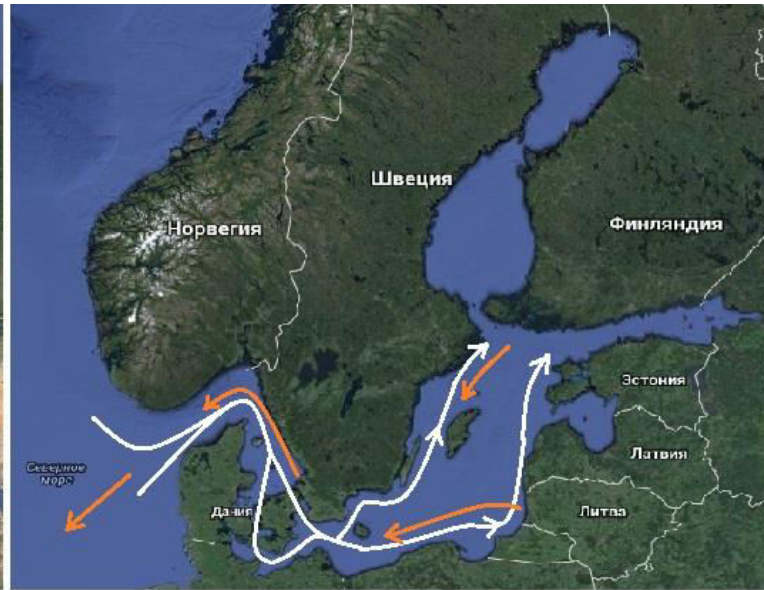 Швеция
Норвегия
Финляндия
Эстония
Северное
море
Латвия
Дания
Литва